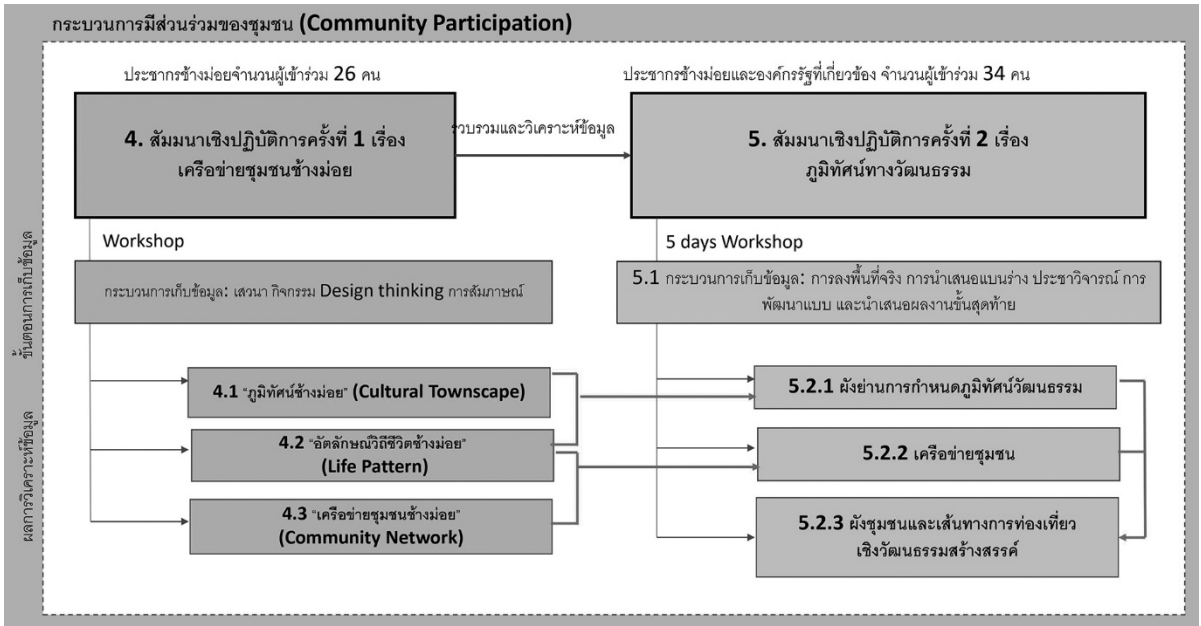 กระบวนการมีส่วนร่วมของชุมชน (Community Participation)
ประชากรช้างม่อยจำนวนผู้เข้าร่วม 26 คน
4. สัมมนาเชิงปฏิบัติการครั้งที่ 1 เรื่อง
เครือข่ายชุมชนช้างม่อย
รวบรวมและวิเคราะห์ข้อมูล
ประชากรช้างม่อยและองค์กรรัฐที่เกี่ยวข้อง จำนวนผู้เข้าร่วม 34 คน
5. สัมมนาเชิงปฏิบัติการครั้งที่ 2 เรื่อง
ภูมิทัศน์ทางวัฒนธรรม
ขั้นตอนการเก็บข้อมูล
Workshop
กระบวนการเก็บข้อมูล: เสวนา กิจกรรม Design thinking การสัมภาษณ์
5 days Workshop
5.1 กระบวนการเก็บข้อมูล: การลงพื้นที่จริง การนำเสนอแบบร่าง ประชาวิจารณ์ การ
พัฒนาแบบ และนำเสนอผลงานขั้นสุดท้าย
ผลการวิเคราะห์ข้อมูล
4.1 “ภูมิทัศน์ช้างม่อย” (Cultural Townscape)
4.2 “อัตลักษณ์วิถีชีวิตช้างม่อย”
(Life Pattern)
4.3 “เครือข่ายชุมชนช้างม่อย”
(Community Network)
5.2.1 ผังย่านการกำหนดภูมิทัศน์วัฒนธรรม
5.2.2 เครือข่ายชุมชน
5.2.3 ผังชุมชนและเส้นทางการท่องเที่ยว
เชิงวัฒนธรรมสร้างสรรค์